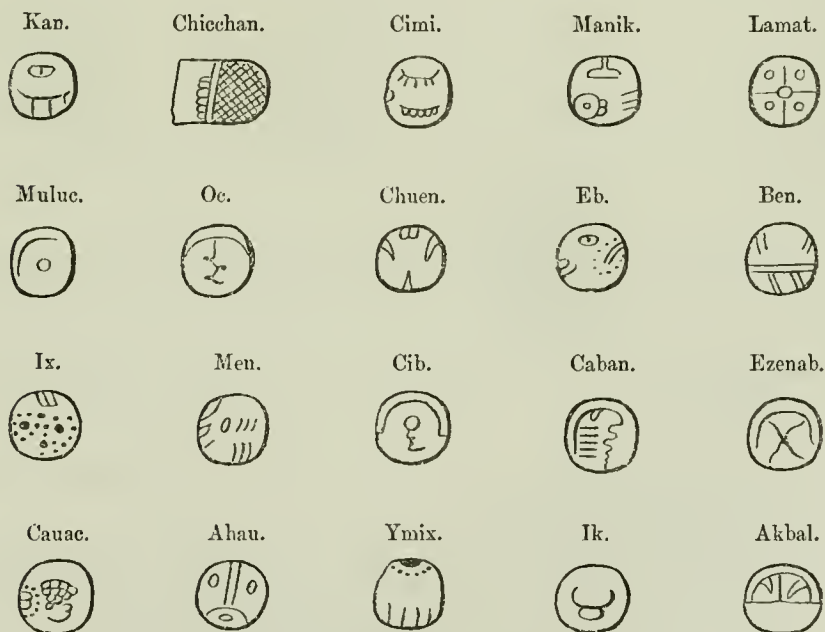 Kan. Chicchan. Cimi. Manik. Lamat.
Muluc. Oc. Chuen. Eb. Ben.
Ix. Men. Cib. Caban. Ezenab.
Cauac. Ahau. Ymix. Ik. Akbal.